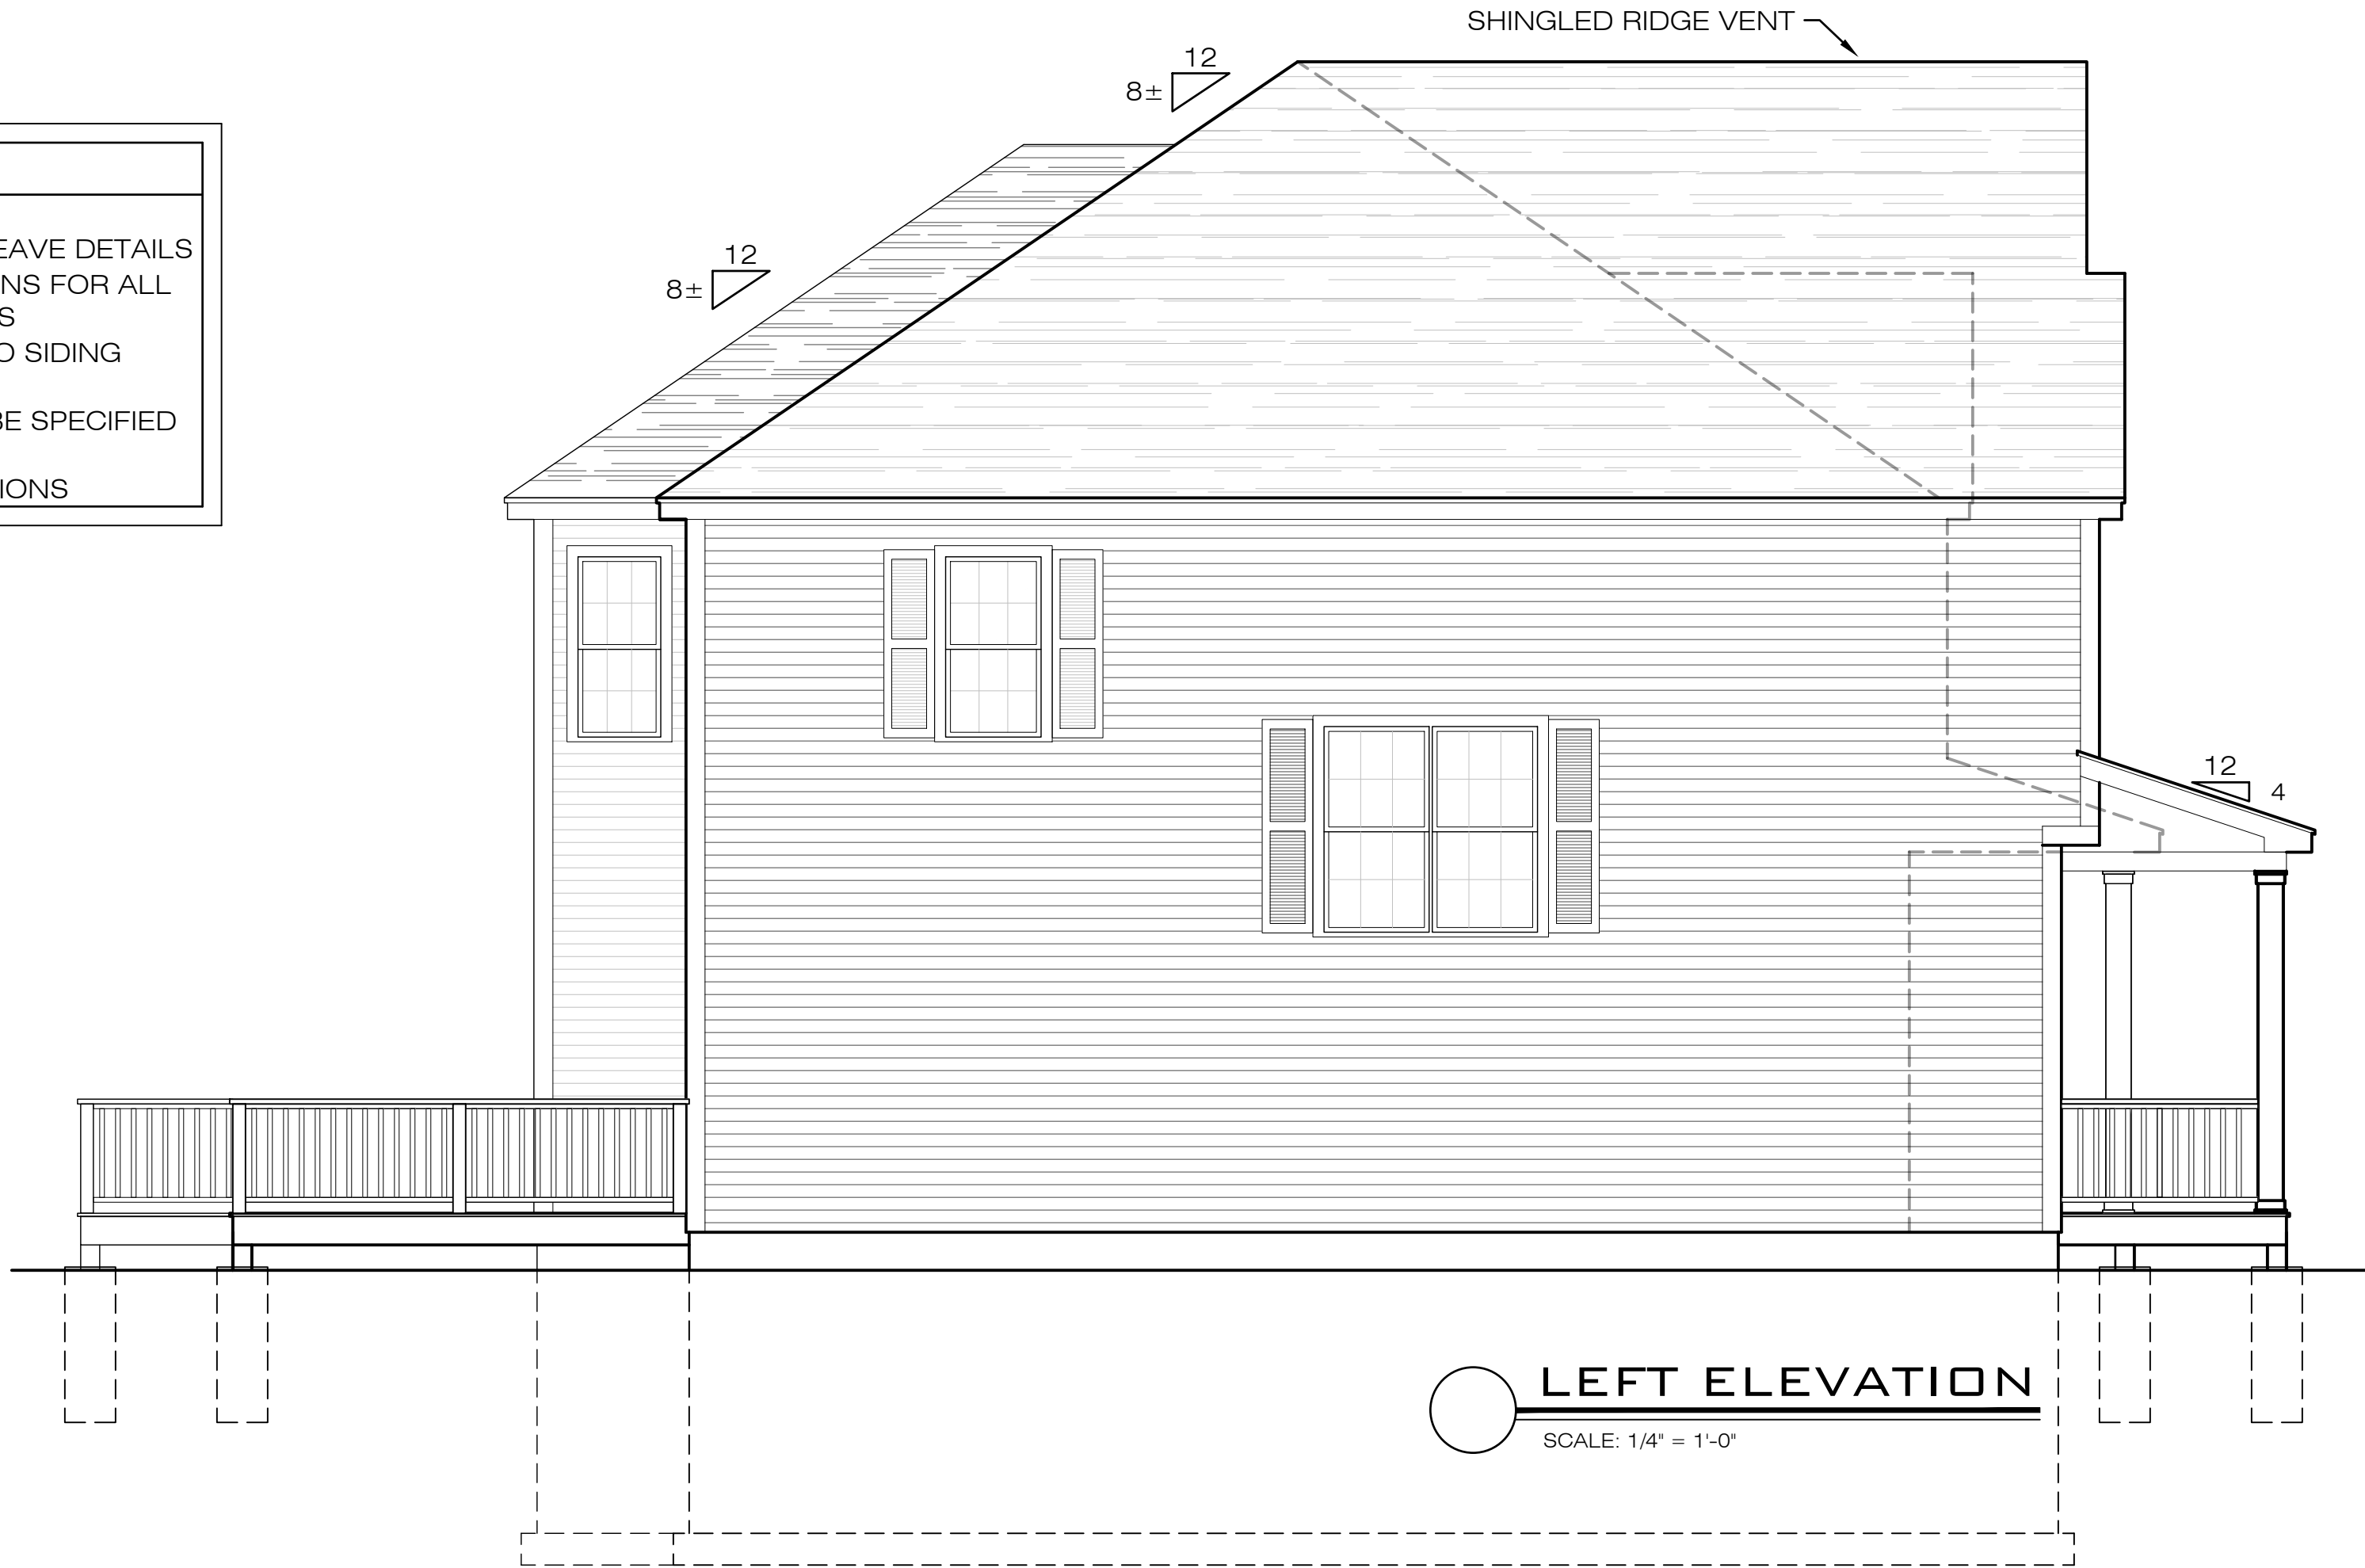 SHINGLED RIDGE VENT
12
8±
EAVE DETAILS
12
NS FOR ALL
8±
S
O SIDING
BE SPECIFIED
IONS
12
4
LEFT ELEVATION
SCALE: 1/4" = 1'-0"